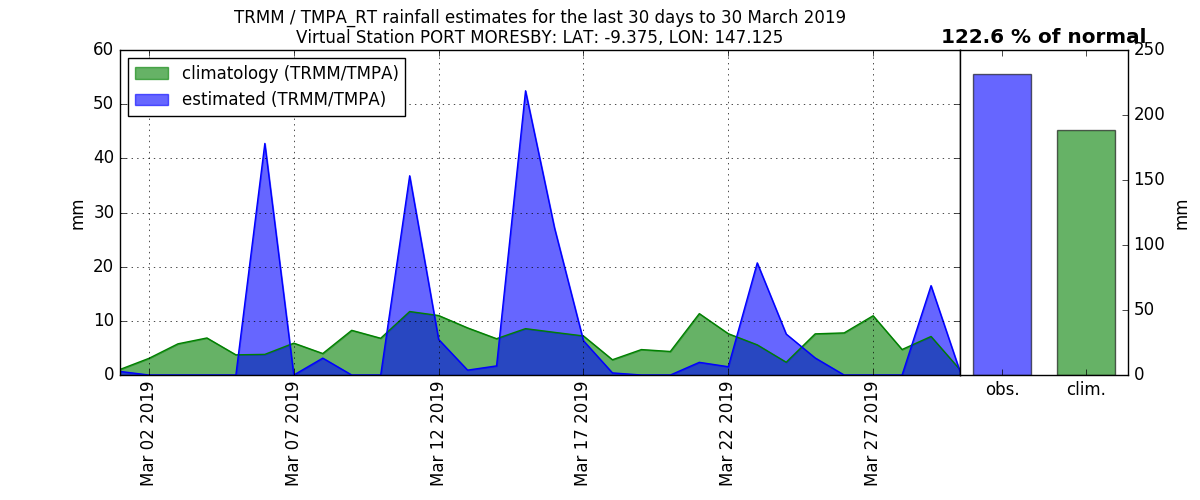 TRMM / TMPA_RT rainfall estimates for the last 30 days to 30 March 2019
Virtual Station PORT MORESBY: LAT: -9.375, LON: 147.125
122.6 % of normal
climatology (TRMM/TMPA)
estimated (TRMM/TMPA)
60
50
40
30
20
10
0
mm
Mar 02 2019
Mar 07 2019
Mar 12 2019
Mar 17 2019
Mar 22 2019
Mar 27 2019
250
200
150
100
50
0
mm
obs.
clim.